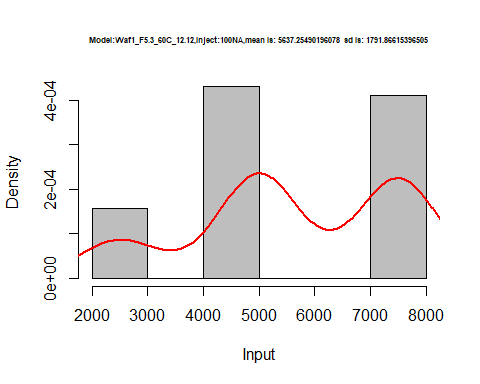 Model:Waf1_F5.3_60C_12.12,Inject:100NA,mean is: 5637.25490196078 sd is: 1791.86615396505
Density
4e-04
2e-04
0e+00
2000 3000 4000 5000 6000 7000 8000
Input